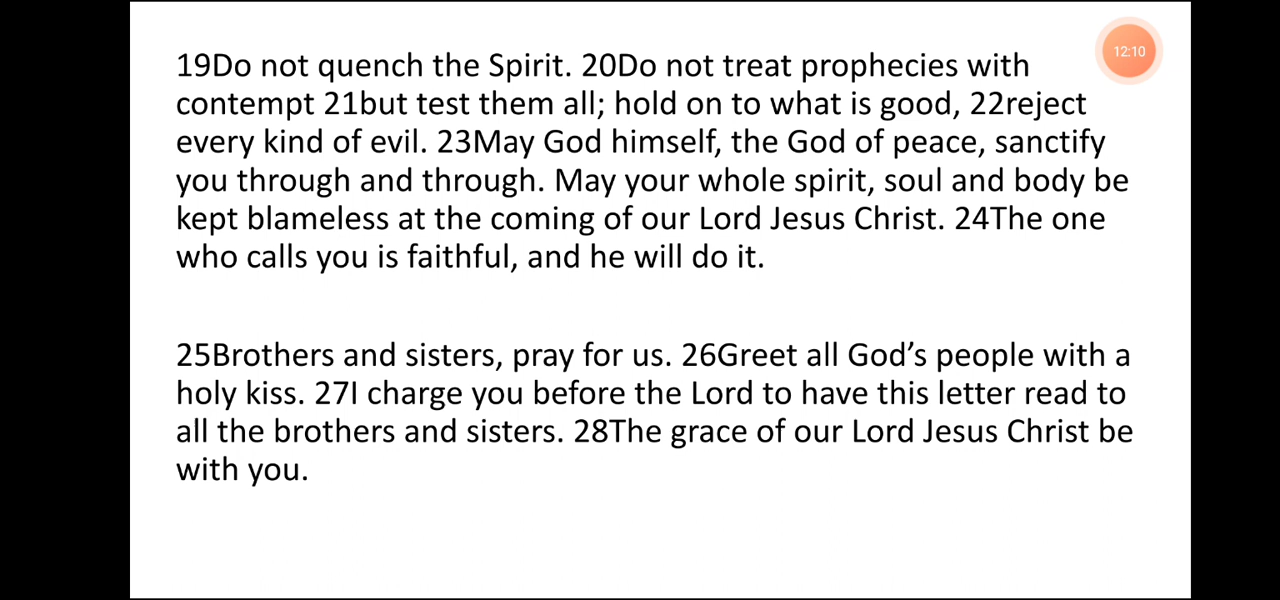 12:10
19Do not quench the Spirit. 20Do not treat prophecies with
contempt 21but test them all; hold on to what is good, 22reject
every kind of evil. 23May God himself, the God of peace, sanctify
you through and through. May your whole spirit, soul and body be
kept blameless at the coming of our Lord Jesus Christ. 24The one
who calls you is faithful, and he will do it.
25Brothers and sisters, pray for us. 26Greet all God’s people with a
holy kiss. 27I charge you before the Lord to have this letter read to
all the brothers and sisters. 28The grace of our Lord Jesus Christ be
with you.